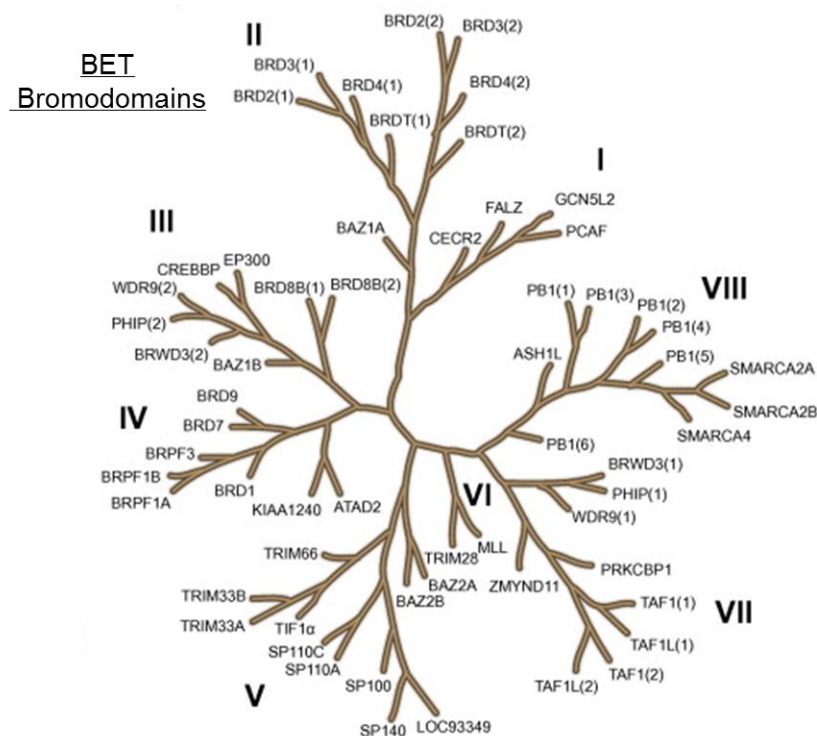 II
BET
Bromodomains
BRD2(2)
BRD3(2)
BRD3(1)
BRD4(1)
BRD4(2)
BRD2(1)
BRDT(1)
BRDT(2)
I
GCN5L2
FALZ
PCAF
CECR2
BAZ1A
III
EP300
CREBBP
WDR9(2)
BRD8B(1)
BRD8B(2)
PHIP(2)
BRWD3(2)
BAZ1B
VIII
PB1(1)
PB1(3)
PB1(2)
PB1(4)
PB1(5)
ASH1L
SMARCA2A
SMARCA2B
SMARCA4
PB1(6)
IV
BRD9
BRD7
BRPF3
BRPF1B
BRPF1A
BRD1
KIAA1240
ATAD2
VI
BRWD3(1)
PHIP(1)
WDR9(1)
MLL
TRIM28
BAZ2A
BAZ2B
ZMYND11
PRKCBP1
VII
TAF1(1)
TAF1L(1)
TAF1(2)
TAF1L(2)
TRIM66
TRIM33B
TRIM33A
TIF1α
SP110C
SP110A
V
SP100
SP140
LOC93349